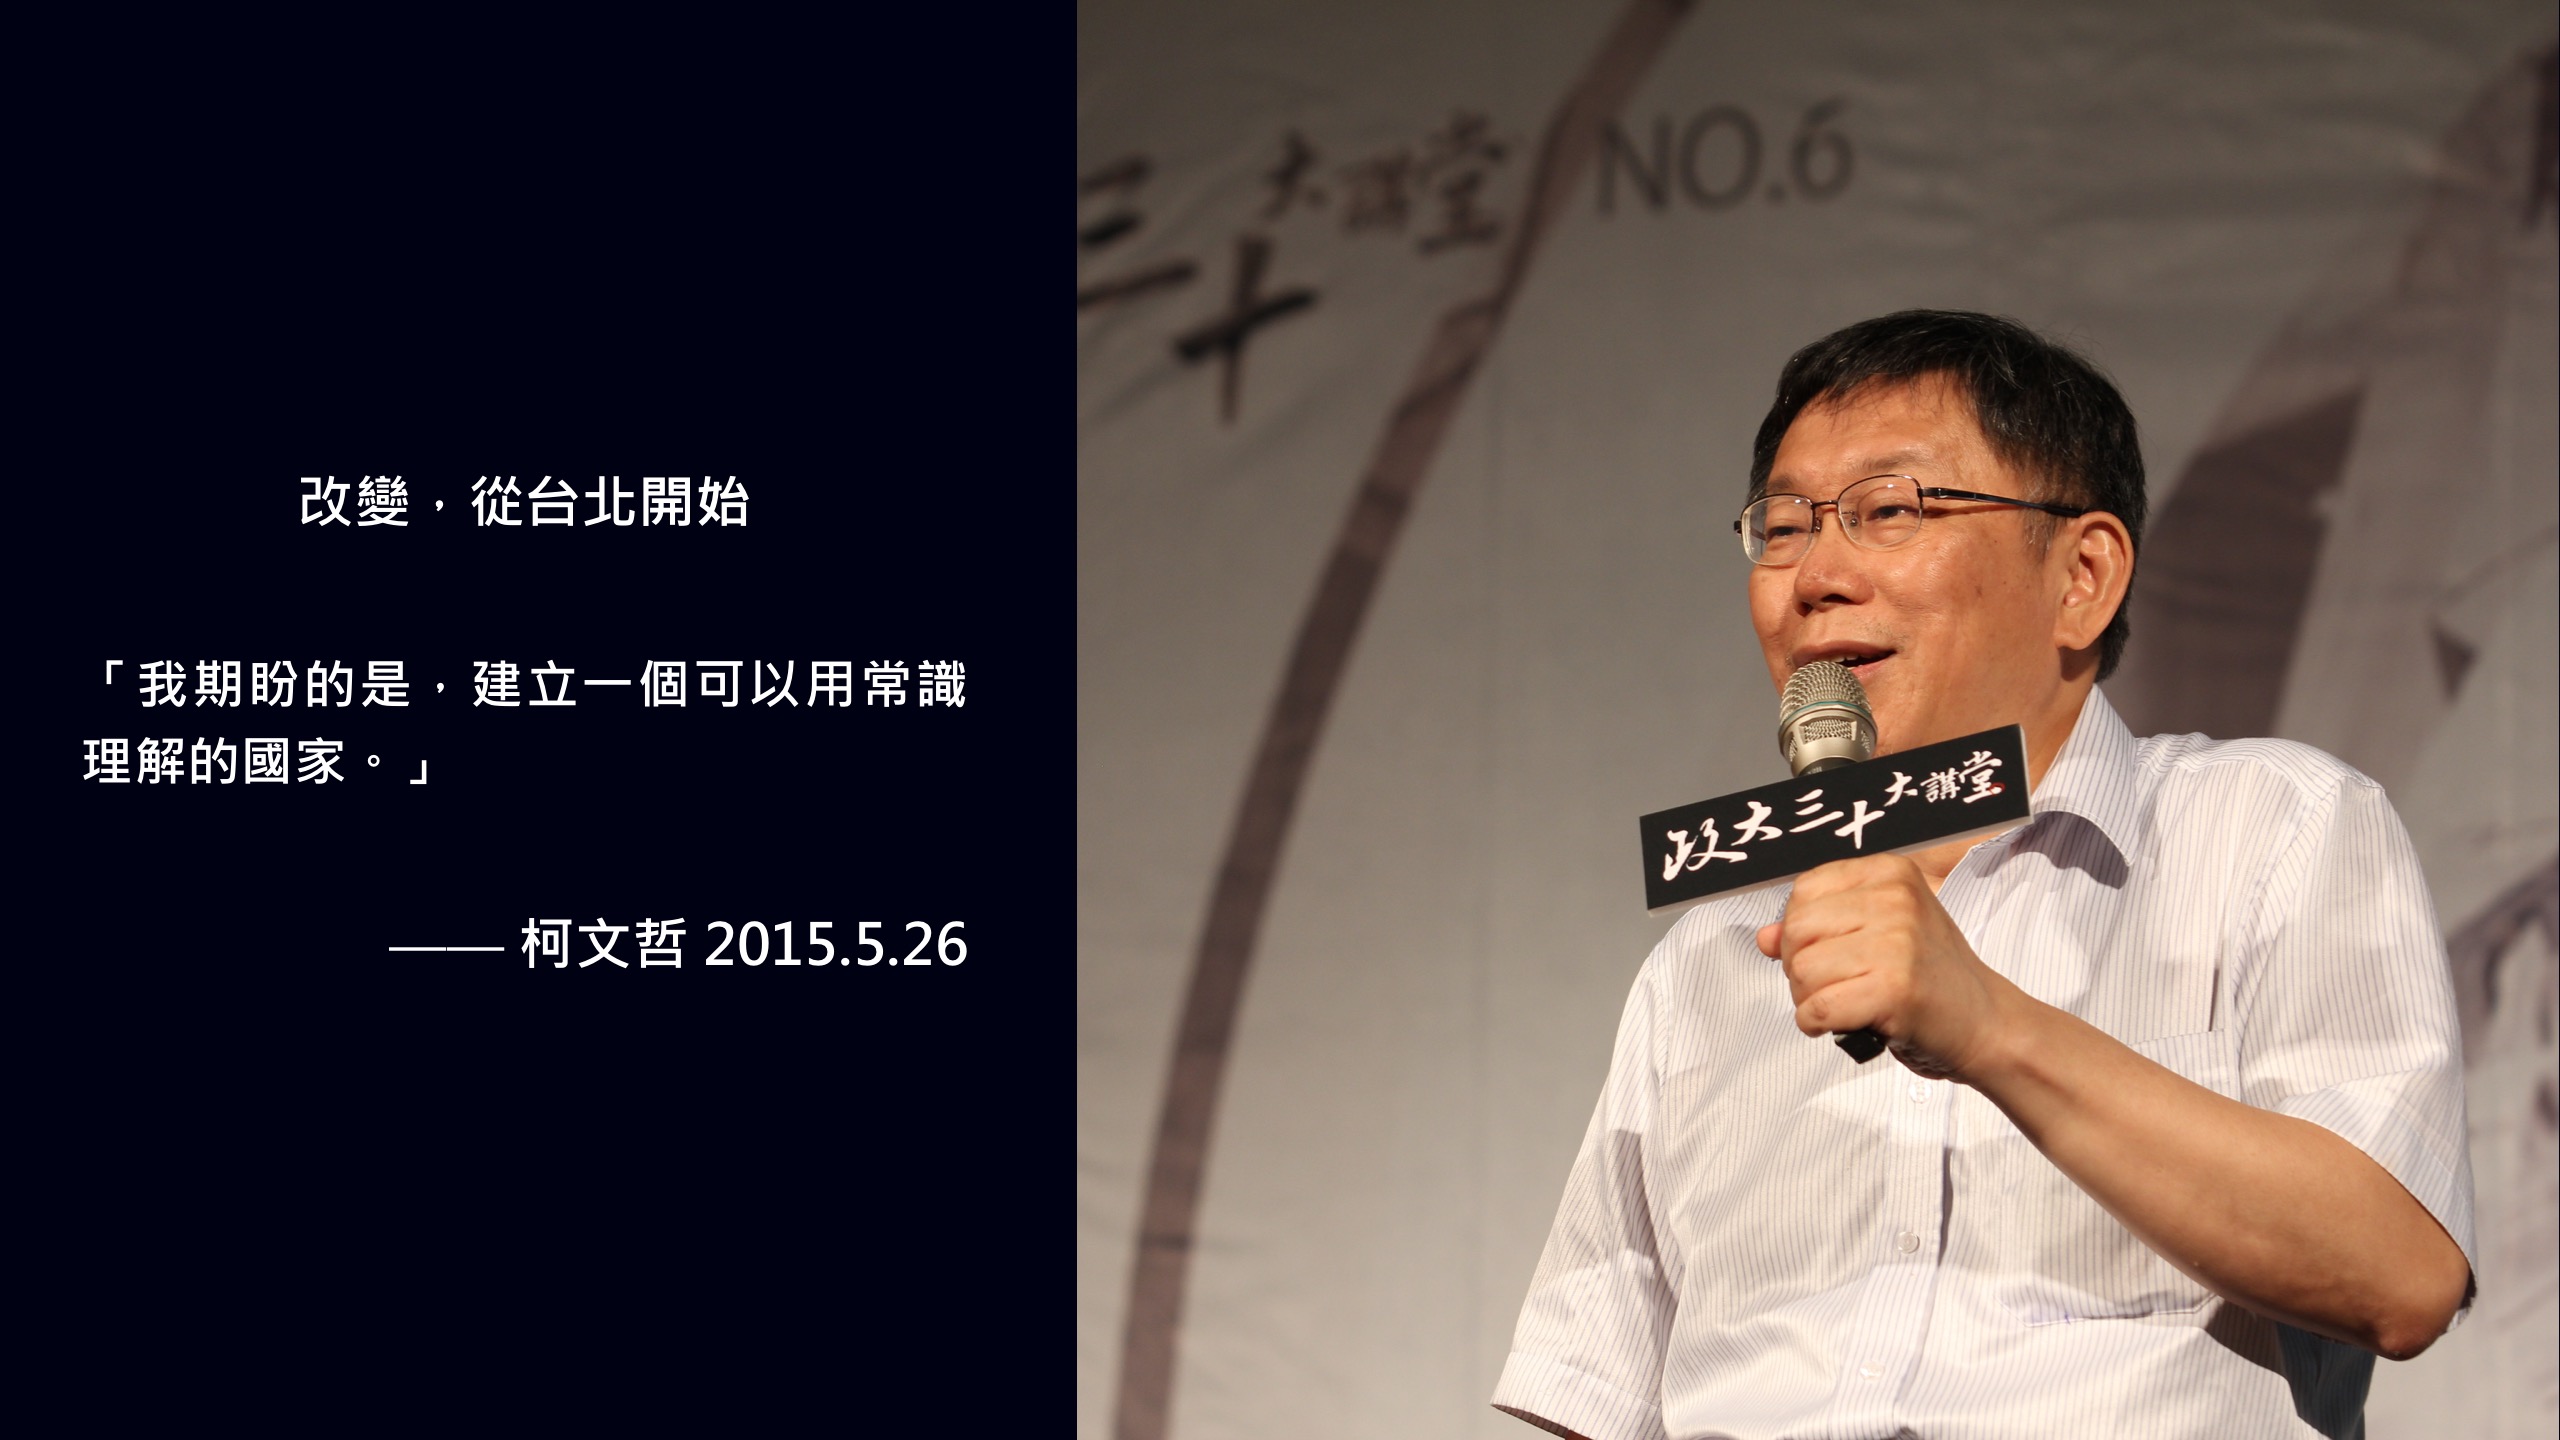 改變，從台北開始
「我期盼的是，建立一個可以用常識
理解的國家。」
—— 柯文哲 2015.5.26
三十大講堂 NO.6
政大三十大講堂